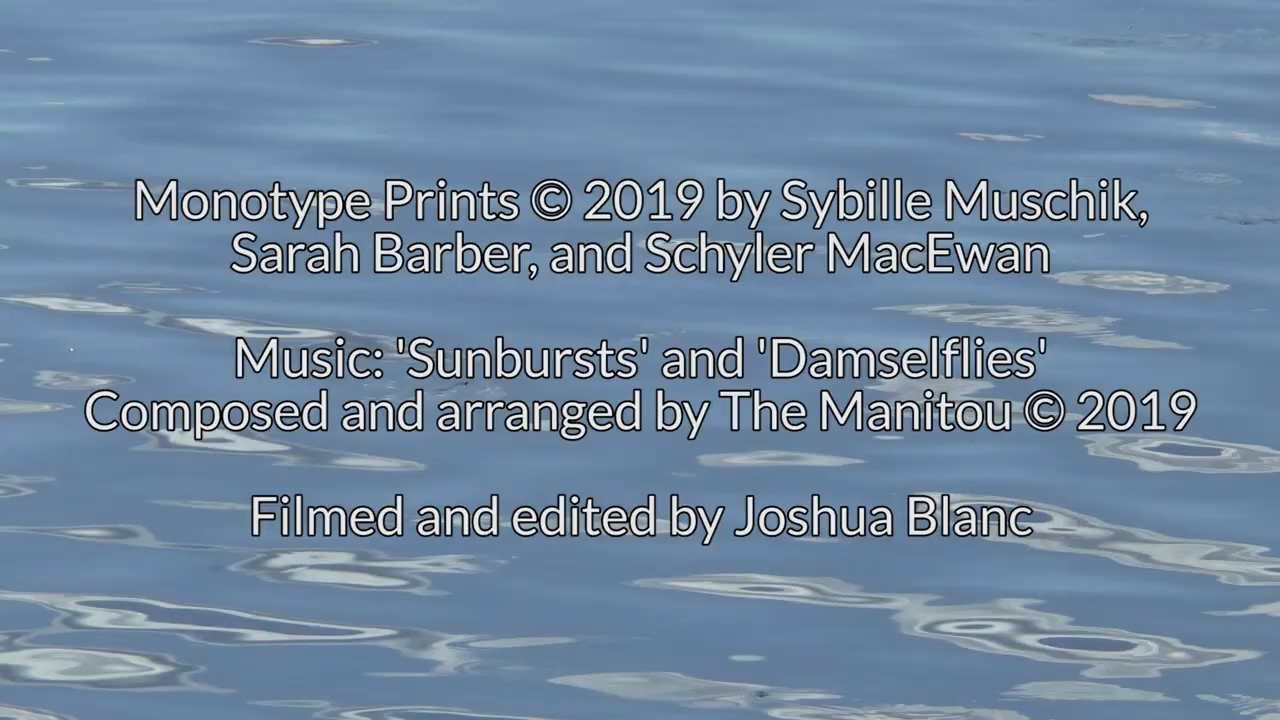 Monotype Prints © 2019 by Sybille Muschik,
Sarah Barber, and Schyler MacEwan
Music: 'Sunbursts' and 'Damselflies'
Composed and arranged by The Manitou © 2019
Filmed and edited by Joshua Blanc